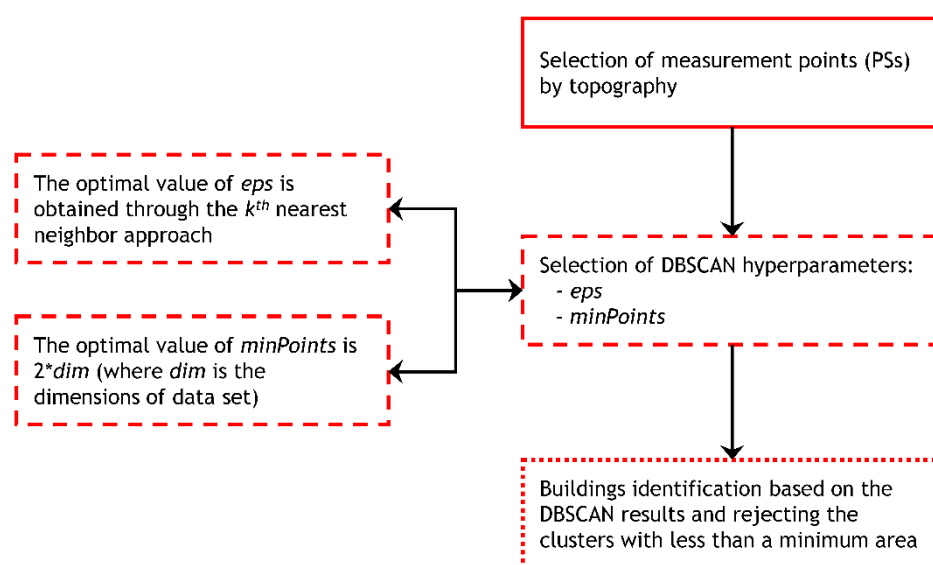 Selection of measurement points (PSs)
by topography
The optimal value of eps is
obtained through the kth nearest
neighbor approach
Selection of DBSCAN hyperparameters:
- eps
- minPoints
The optimal value of minPoints is
2*dim (where dim is the
dimensions of data set)
Buildings identification based on the
DBSCAN results and rejecting the
clusters with less than a minimum area